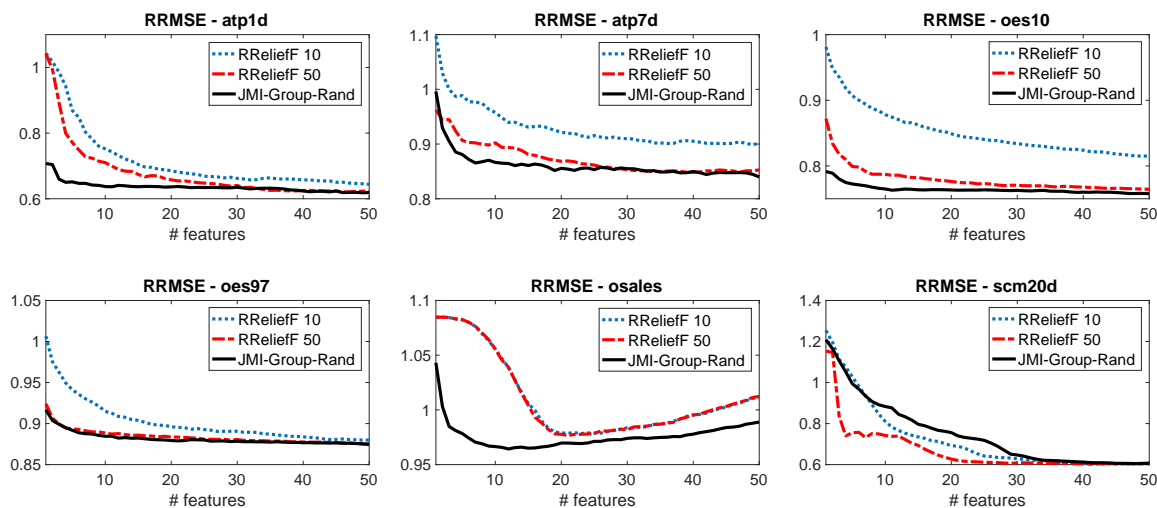 RRMSE - atp1d
RReliefF 10
RReliefF 50
JMI-Group-Rand
1
0.8
0.6
10 20 30 40 50
# features
RRMSE - atp7d
RReliefF 10
RReliefF 50
JMI-Group-Rand
1.1
1
0.9
0.8
10 20 30 40 50
# features
RRMSE - oes10
RReliefF 10
RReliefF 50
JMI-Group-Rand
1
0.9
0.8
10 20 30 40 50
# features
RRMSE - oes97
RReliefF 10
RReliefF 50
JMI-Group-Rand
1.05
1
0.95
0.9
0.85
10 20 30 40 50
# features
RRMSE - osales
RReliefF 10
RReliefF 50
JMI-Group-Rand
1.1
1.05
1
0.95
10 20 30 40 50
# features
RRMSE - scm20d
RReliefF 10
RReliefF 50
JMI-Group-Rand
1.4
1.2
1
0.8
0.6
10 20 30 40 50
# features